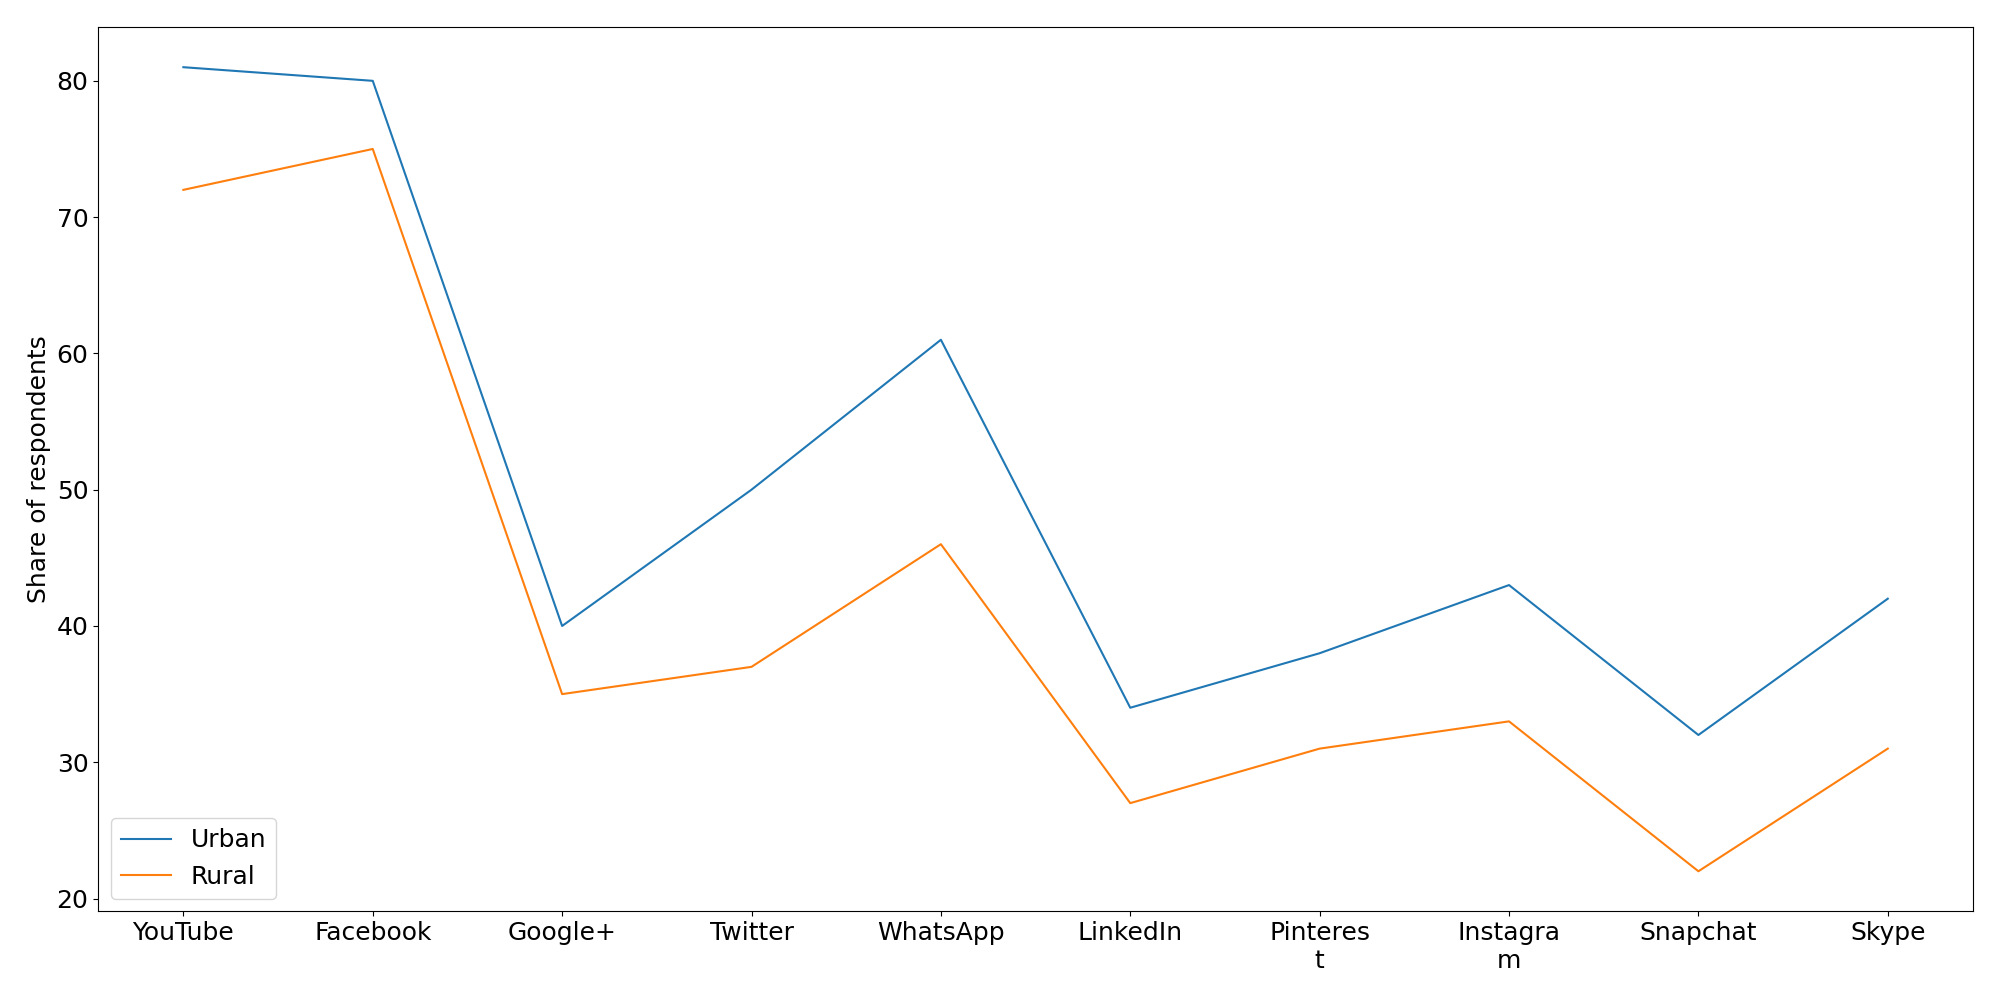 Share of respondents
80
70
60
50
40
30
20
Urban
Rural
YouTube
Facebook
Google+
Twitter
WhatsApp
LinkedIn
Pinteres
t
Instagra
m
Snapchat
Skype